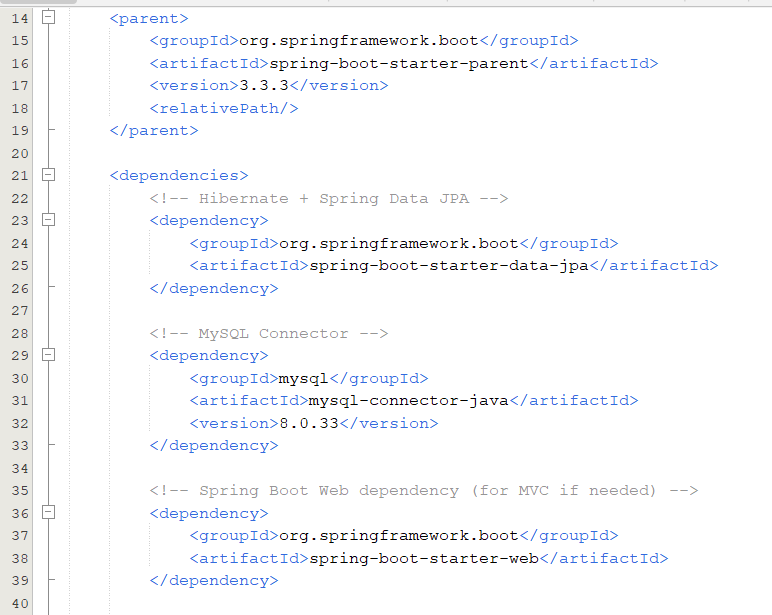 14 <parent>
15 <groupId>org.springframework.boot</groupId>
16 <artifactId>spring-boot-starter-parent</artifactId>
17 <version>3.3.3</version>
18 <relativePath/>
19 </parent>
20
21 <dependencies>
22 <!-- Hibernate + Spring Data JPA -->
23 <dependency>
24 <groupId>org.springframework.boot</groupId>
25 <artifactId>spring-boot-starter-data-jpa</artifactId>
26 </dependency>
27
28 <!-- MySQL Connector -->
29 <dependency>
30 <groupId>mysql</groupId>
31 <artifactId>mysql-connector-java</artifactId>
32 <version>8.0.33</version>
33 </dependency>
34
35 <!-- Spring Boot Web dependency (for MVC if needed) -->
36 <dependency>
37 <groupId>org.springframework.boot</groupId>
38 <artifactId>spring-boot-starter-web</artifactId>
39 </dependency>
40